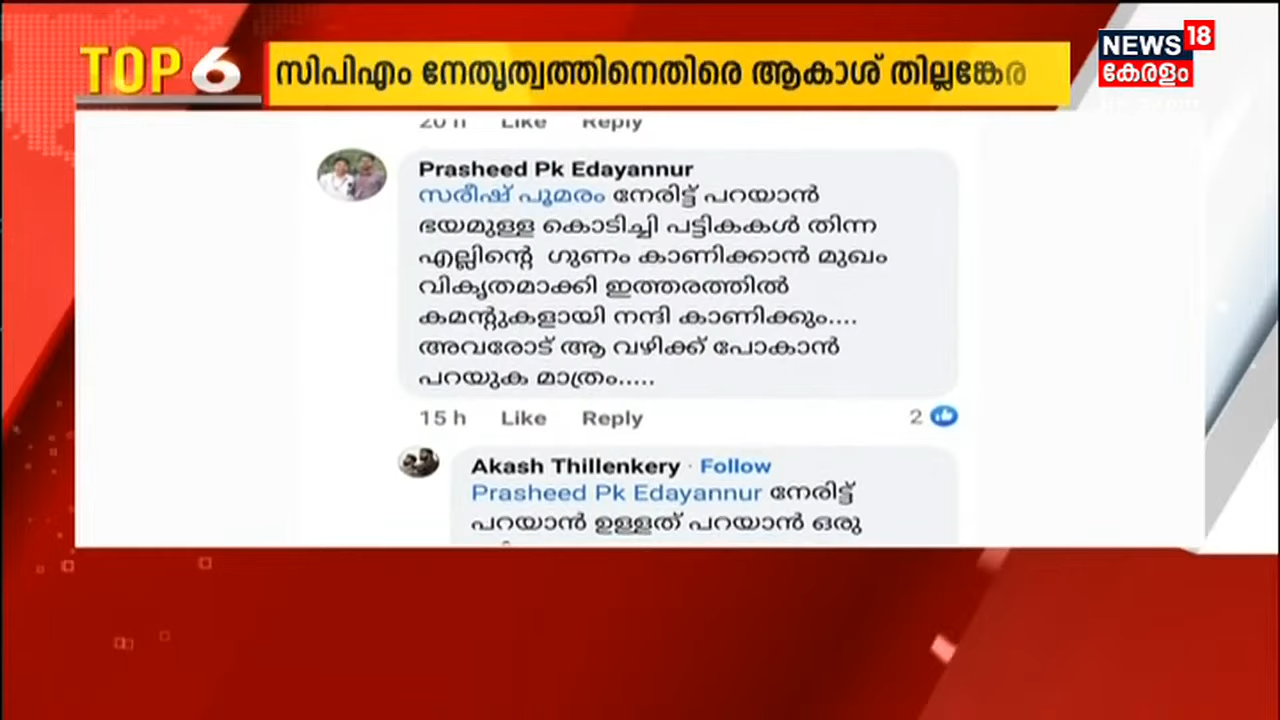 TOP 6
സിപിഎം നേതൃത്വത്തിനെതിരെ ആകാശ് തില്ലങ്കേര
NEWS 18
കേരളം
20 h Like Reply
Prasheed Pk Edayannur
സരീഷ് പൂമരം നേരിട്ട് പറയാൻ
ഭയമുള്ള കൊടിച്ചി പട്ടികകൾ തിന്ന
എല്ലിന്റെ ഗുണം കാണിക്കാൻ മുഖം
വികൃതമാക്കി ഇത്തരത്തിൽ
കമന്റുകളായി നന്ദി കാണിക്കും....
അവരോട് ആ വഴിക്ക് പോകാൻ
പറയുക മാത്രം.....
15 h Like Reply 2
Akash Thillenkery · Follow
Prasheed Pk Edayannur നേരിട്ട്
പറയാൻ ഉള്ളത് പറയാൻ ഒരു